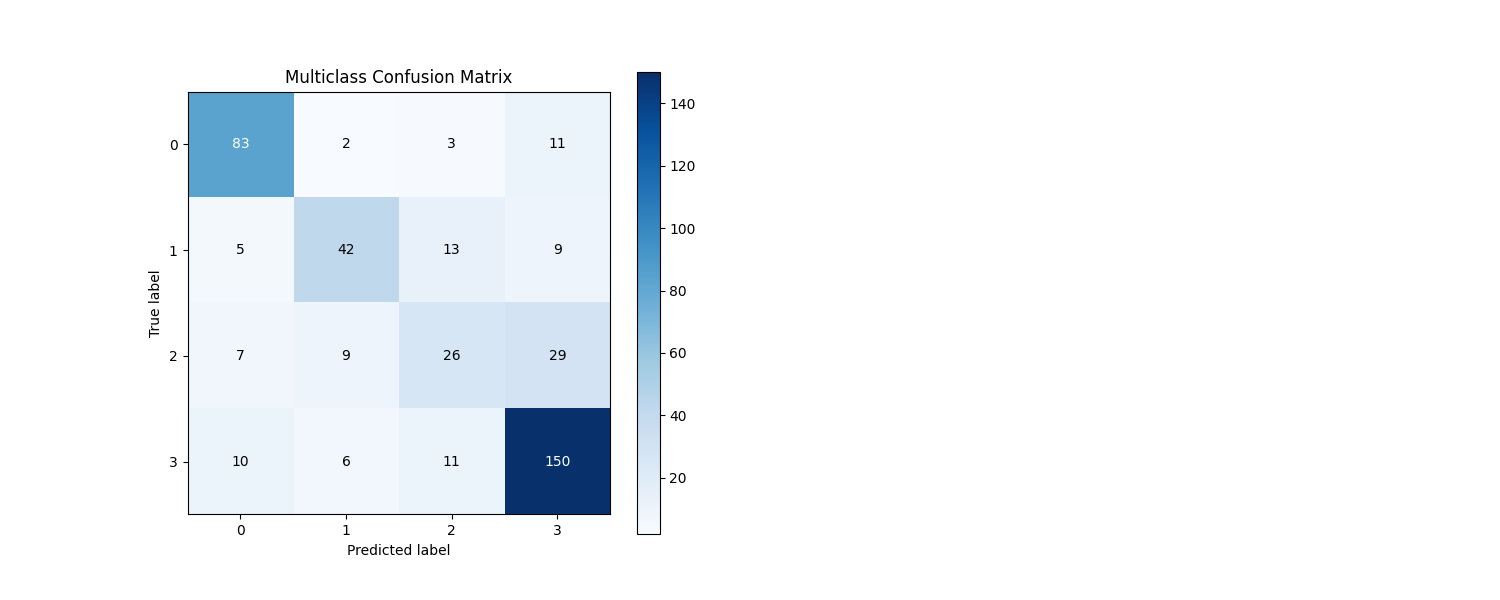 Multiclass Confusion Matrix
0 83 2 3 11
1 5 42 13 9
2 7 9 26 29
3 10 6 11 150
0 1 2 3
Predicted label
True label
140
120
100
80
60
40
20